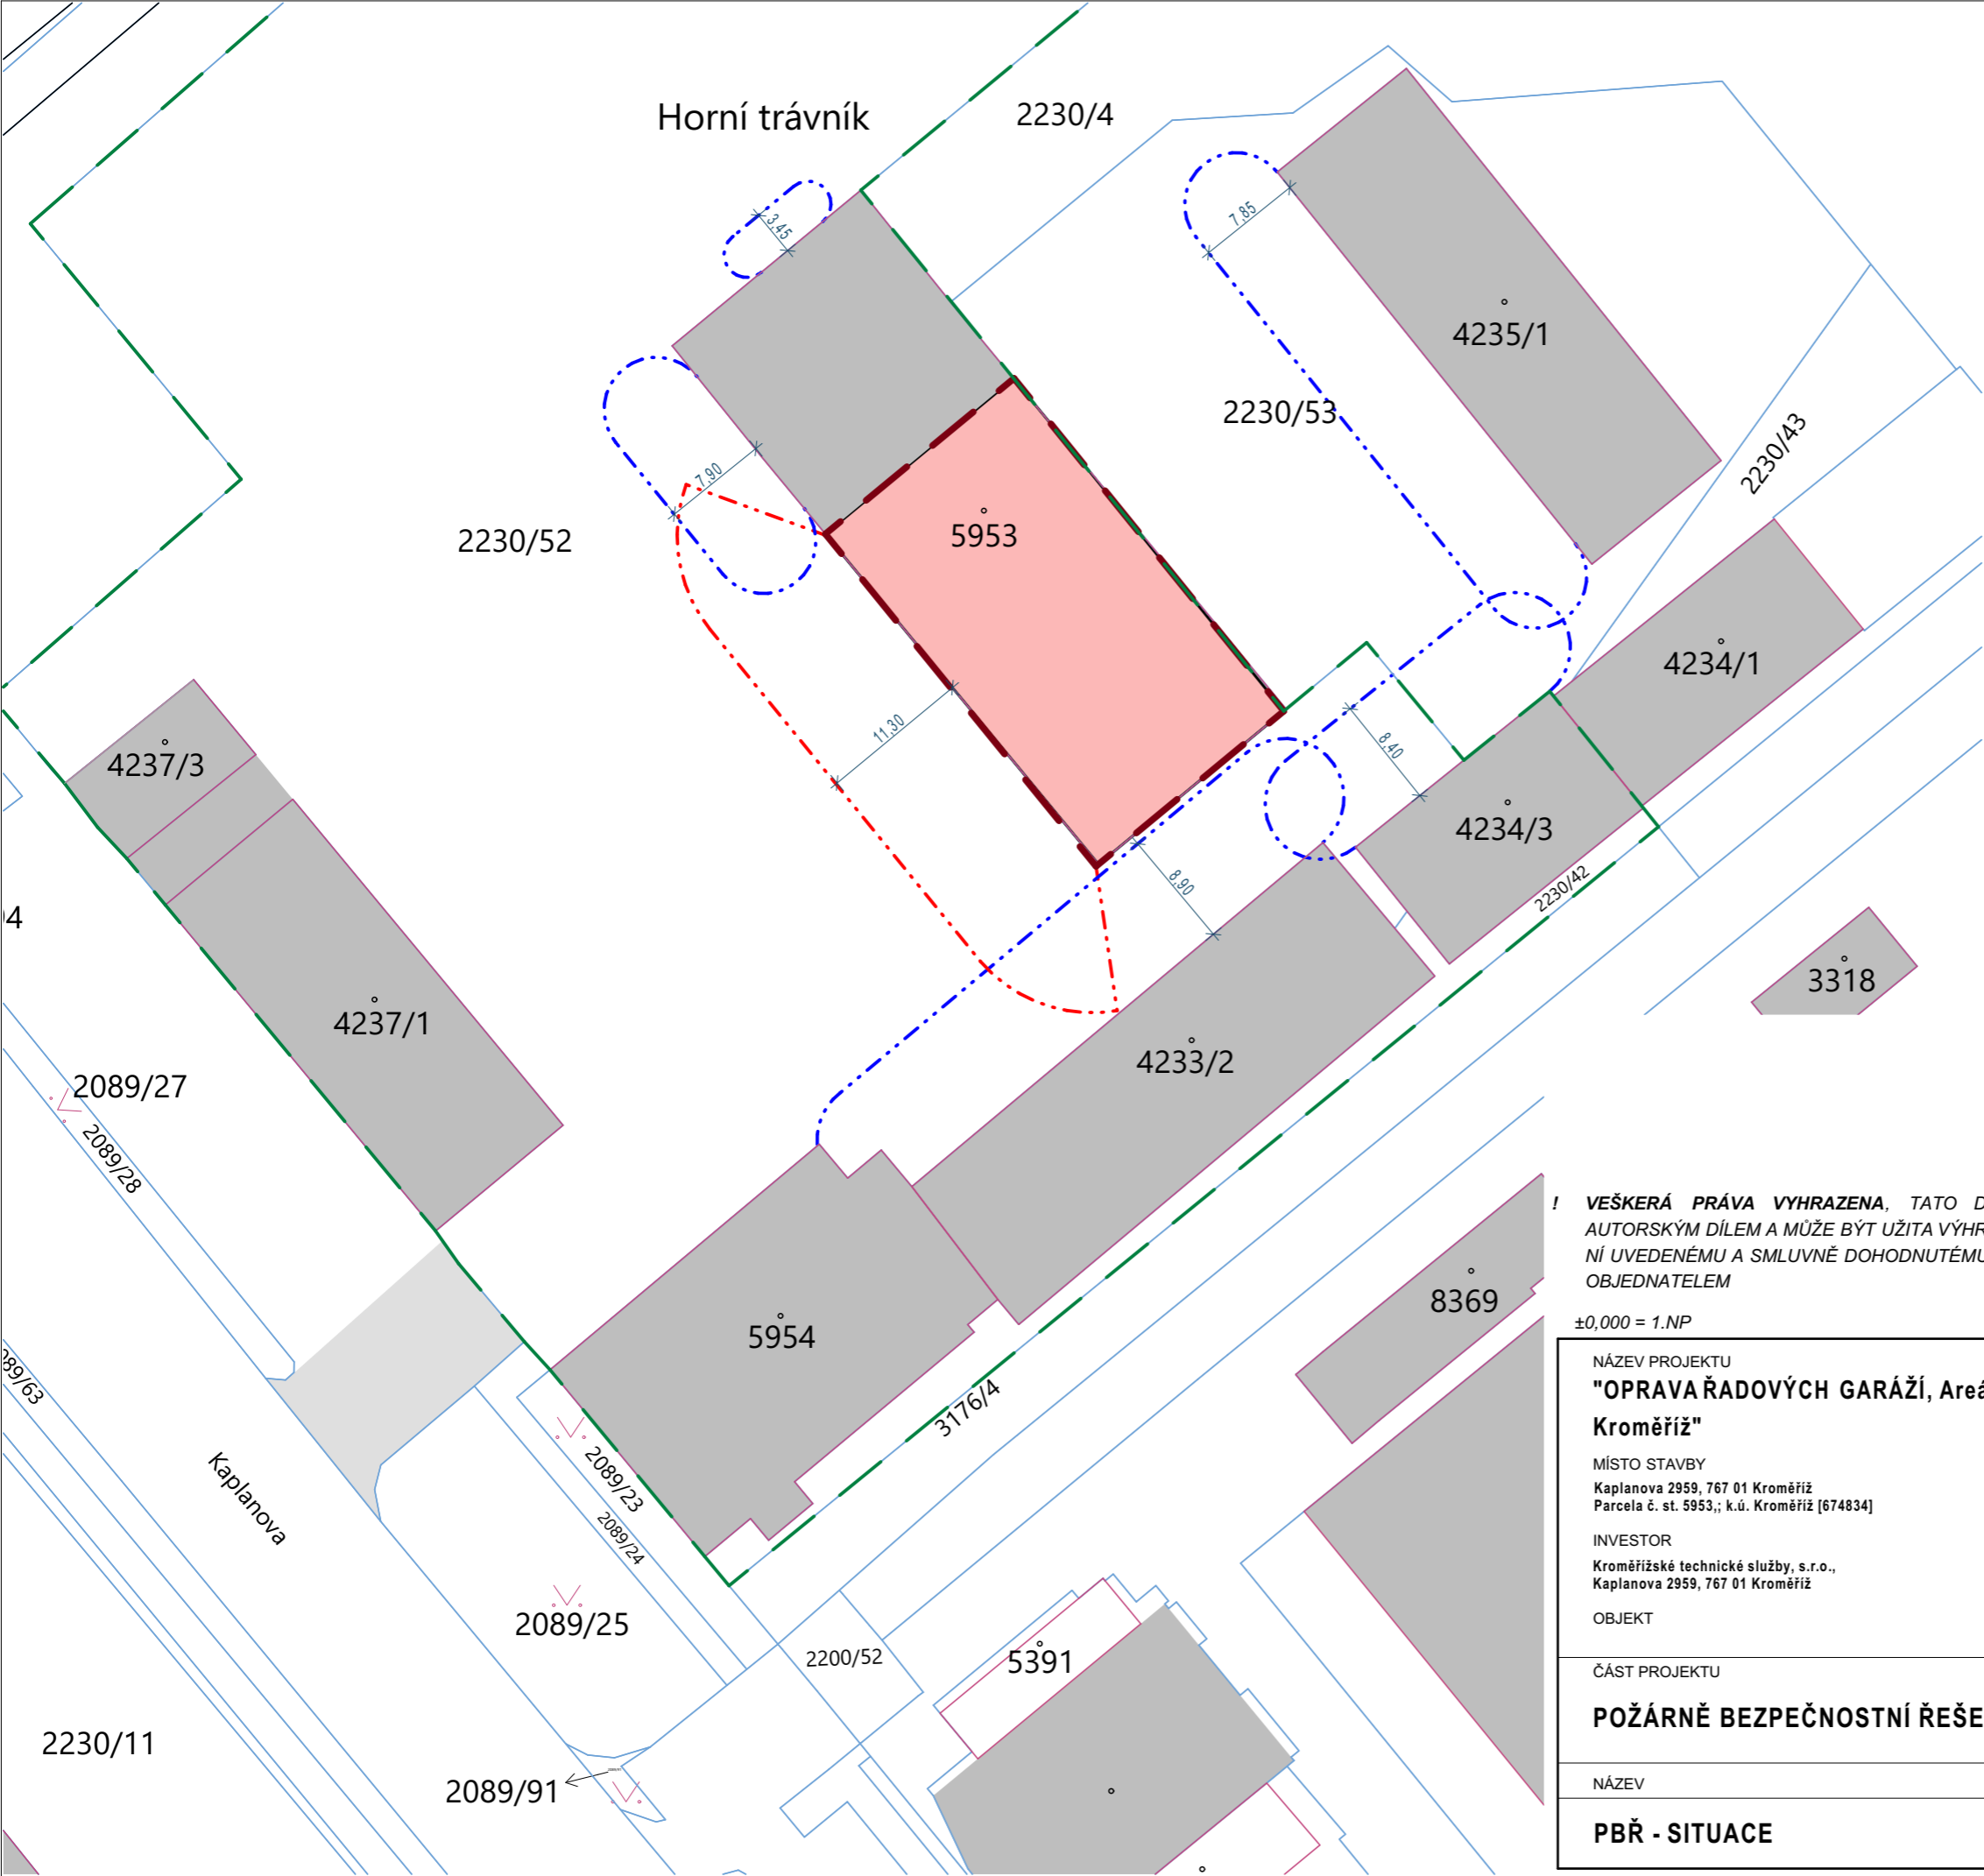 Horní trávník
2230/4
3,45
7,85
4235/1
2230/53
2230/43
7,90
2230/52
5953
4234/1
11,30
8,40
4237/3
4234/3
8,90
2230/42
3318
4237/1
4233/2
2089/27
2089/28
5954
8369
3176/4
2089/23
2089/24
Kaplanova
2089/25
2200/52
5391
2230/11
2089/91
! VEŠKERÁ PRÁVA VYHRAZENA, TATO D
AUTORSKÝM DÍLEM A MŮŽE BÝT UŽITA VÝHR
NÍ UVEDENÉMU A SMLUVNĚ DOHODNUTÉMU
OBJEDNATELEM
±0,000 = 1.NP
NÁZEV PROJEKTU
"OPRAVA ŘADOVÝCH GARÁŽÍ, Areá
Kroměříž"
MÍSTO STAVBY
Kaplanova 2959, 767 01 Kroměříž
Parcela č. st. 5953,; k.ú. Kroměříž [674834]
INVESTOR
Kroměřížské technické služby, s.r.o.,
Kaplanova 2959, 767 01 Kroměříž
OBJEKT
ČÁST PROJEKTU
POŽÁRNĚ BEZPEČNOSTNÍ ŘEŠE
NÁZEV
PBŘ - SITUACE